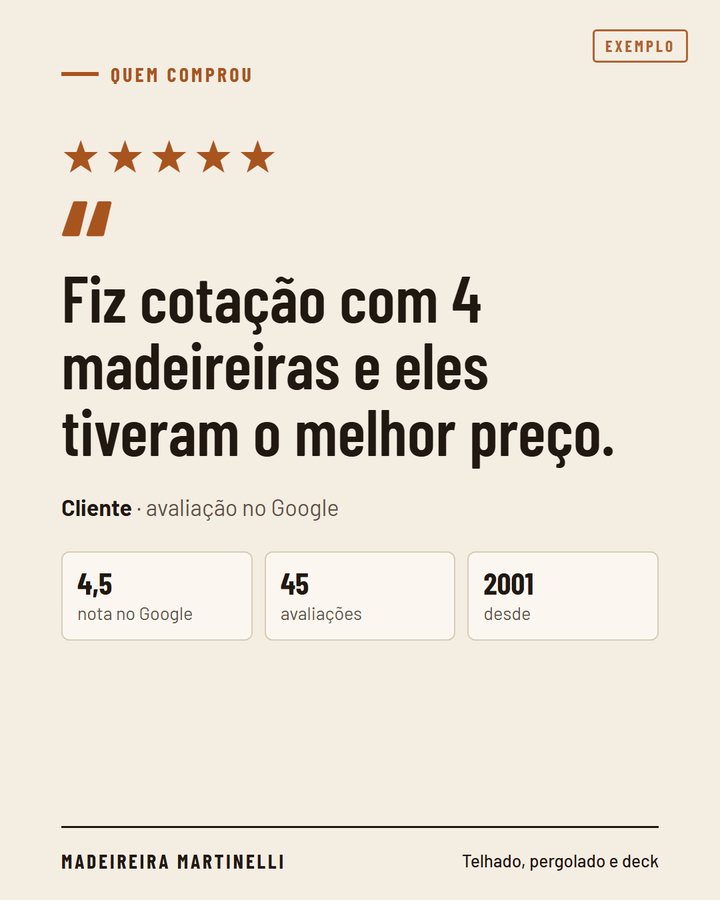 EXEMPLO
QUEM COMPROU
★★★★★
“
Fiz cotação com 4
madeireiras e eles
tiveram o melhor preço.
Cliente · avaliação no Google
4,5
nota no Google
45
avaliações
2001
desde
MADEIREIRA MARTINELLI
Telhado, pergolado e deck